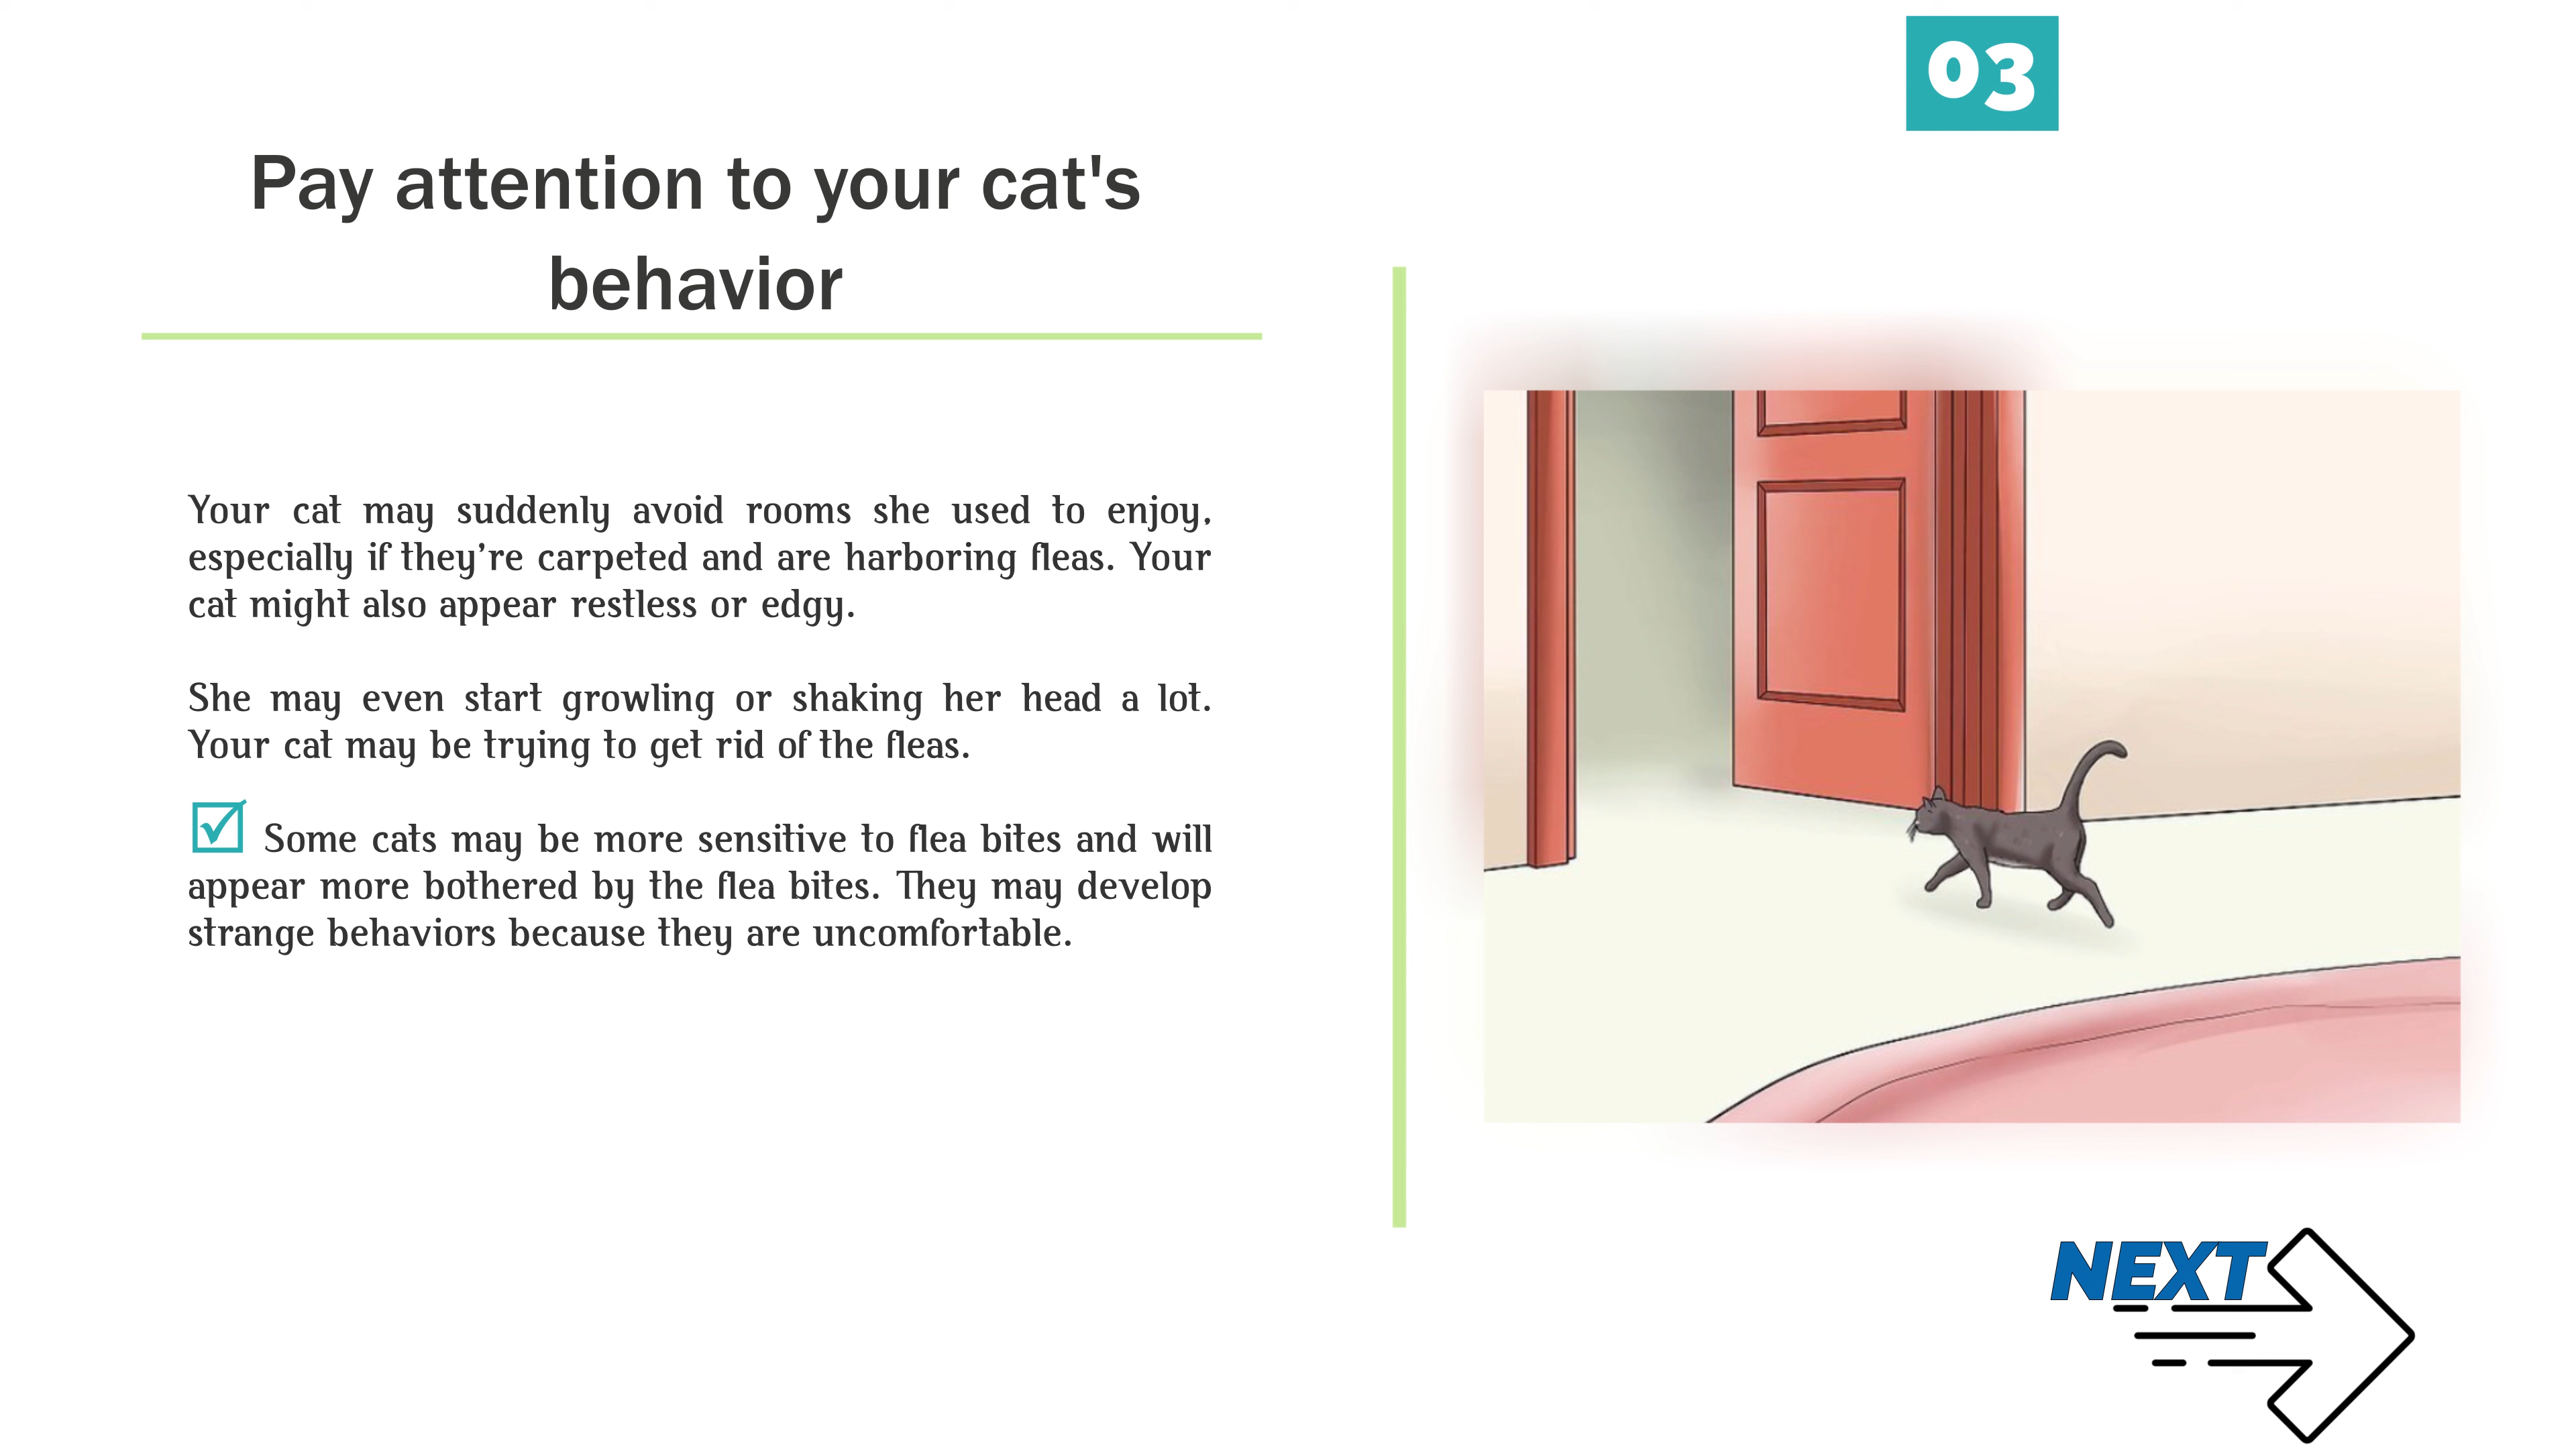 03
Pay attention to your cat's
behavior
Your cat may suddenly avoid rooms she used to enjoy,
especially if they’re carpeted and are harboring fleas. Your
cat might also appear restless or edgy.
She may even start growling or shaking her head a lot.
Your cat may be trying to get rid of the fleas.
Some cats may be more sensitive to flea bites and will
appear more bothered by the flea bites. They may develop
strange behaviors because they are uncomfortable.
NEXT